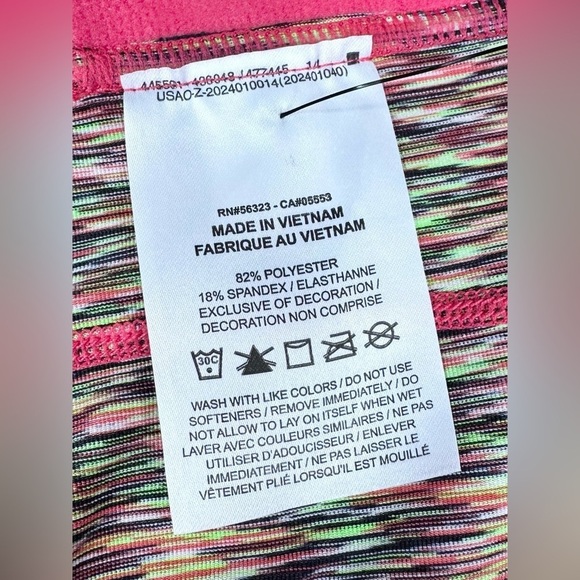 USAO-Z-2024010014(202401040)
RN#56323 - CA#05553
MADE IN VIETNAM
FABRIQUE AU VIETNAM
82% POLYESTER
18% SPANDEX / ELASTHANNE
EXCLUSIVE OF DECORATION /
DECORATION NON COMPRISE
30C
WASH WITH LIKE COLORS / DO NOT USE
SOFTENERS / REMOVE IMMEDIATELY / DO
NOT ALLOW TO LAY ON ITSELF WHEN WET
LAVER AVEC COULEURS SIMILAIRES / NE PAS
UTILISER D'ADOUCISSEUR / ENLEVER
IMMEDIATEMENT / NE PAS LAISSER LE
VÊTEMENT PLIÉ LORSQU'IL EST MOUILLÉ